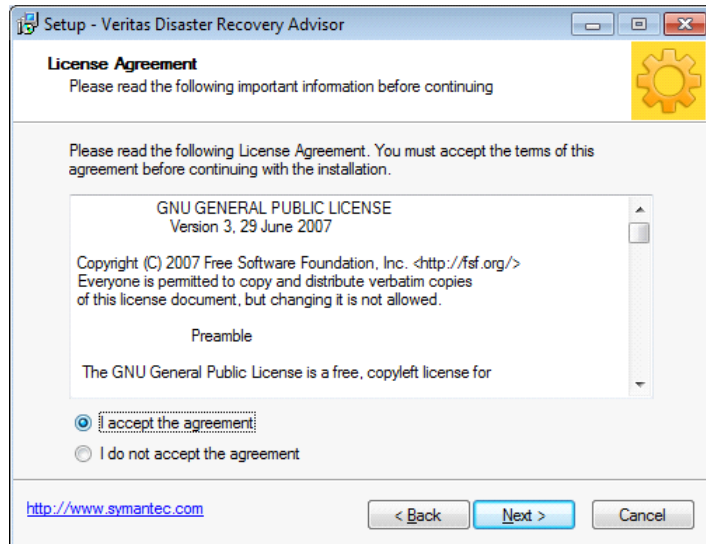 Setup - Veritas Disaster Recovery Advisor
License Agreement
Please read the following important information before continuing
Please read the following License Agreement. You must accept the terms of this
agreement before continuing with the installation.
GNU GENERAL PUBLIC LICENSE
Version 3, 29 June 2007
Copyright (C) 2007 Free Software Foundation, Inc. <http://fsf.org/>
Everyone is permitted to copy and distribute verbatim copies
of this license document, but changing it is not allowed.
Preamble
The GNU General Public License is a free, copyleft license for
I accept the agreement
I do not accept the agreement
http://www.symantec.com
< Back
Next >
Cancel